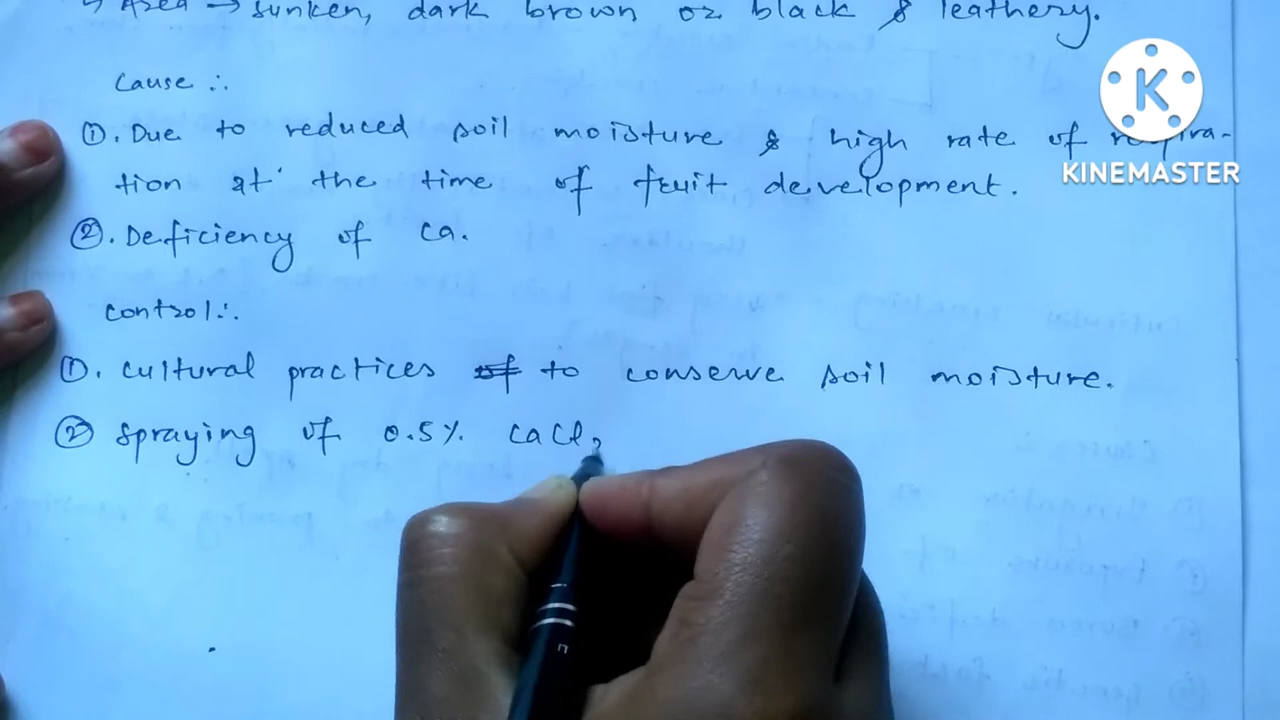 ↳ Area → sunken, dark brown or black & leathery.
Cause ∴
①. Due to reduced soil moisture & high rate of respira-
tion at the time of fruit development.
②. Deficiency of Ca.
Control ∴
①. Cultural practices of to conserve soil moisture.
② Spraying of 0.5% CaCl2
K
KINEMASTER